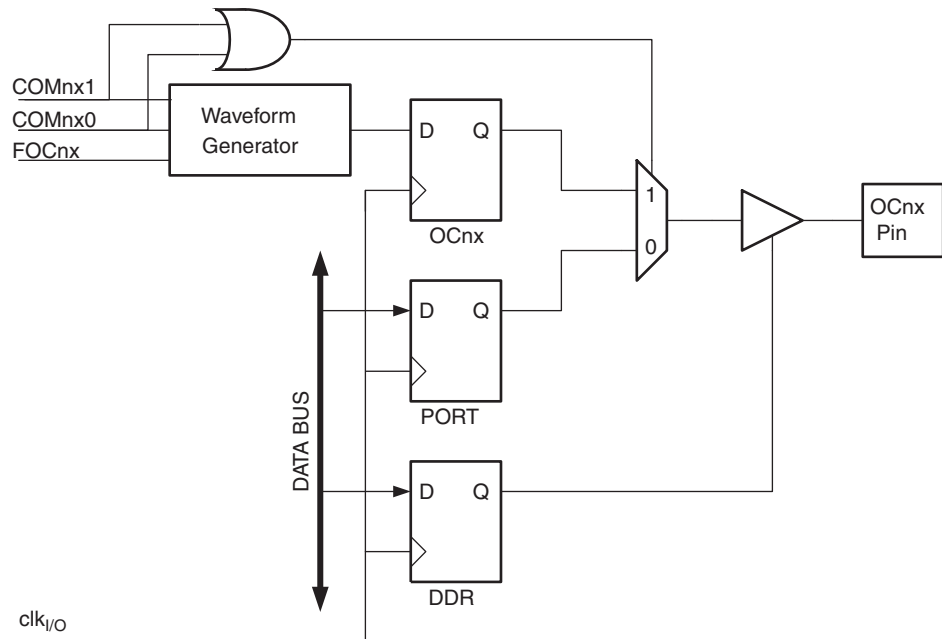 COMnx1
COMnx0
FOCnx
Waveform
Generator
D Q
OCnx
1
0
OCnx
Pin
D Q
PORT
DATA BUS
D Q
DDR
clkI/O